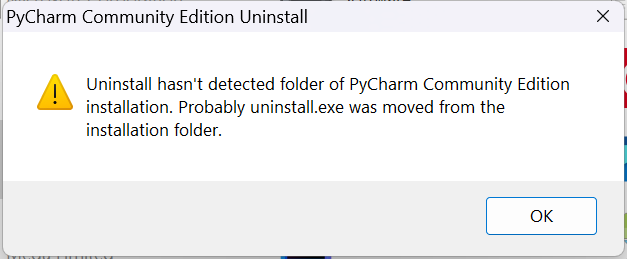 PyCharm Community Edition Uninstall
Uninstall hasn't detected folder of PyCharm Community Edition
installation. Probably uninstall.exe was moved from the
installation folder.
OK